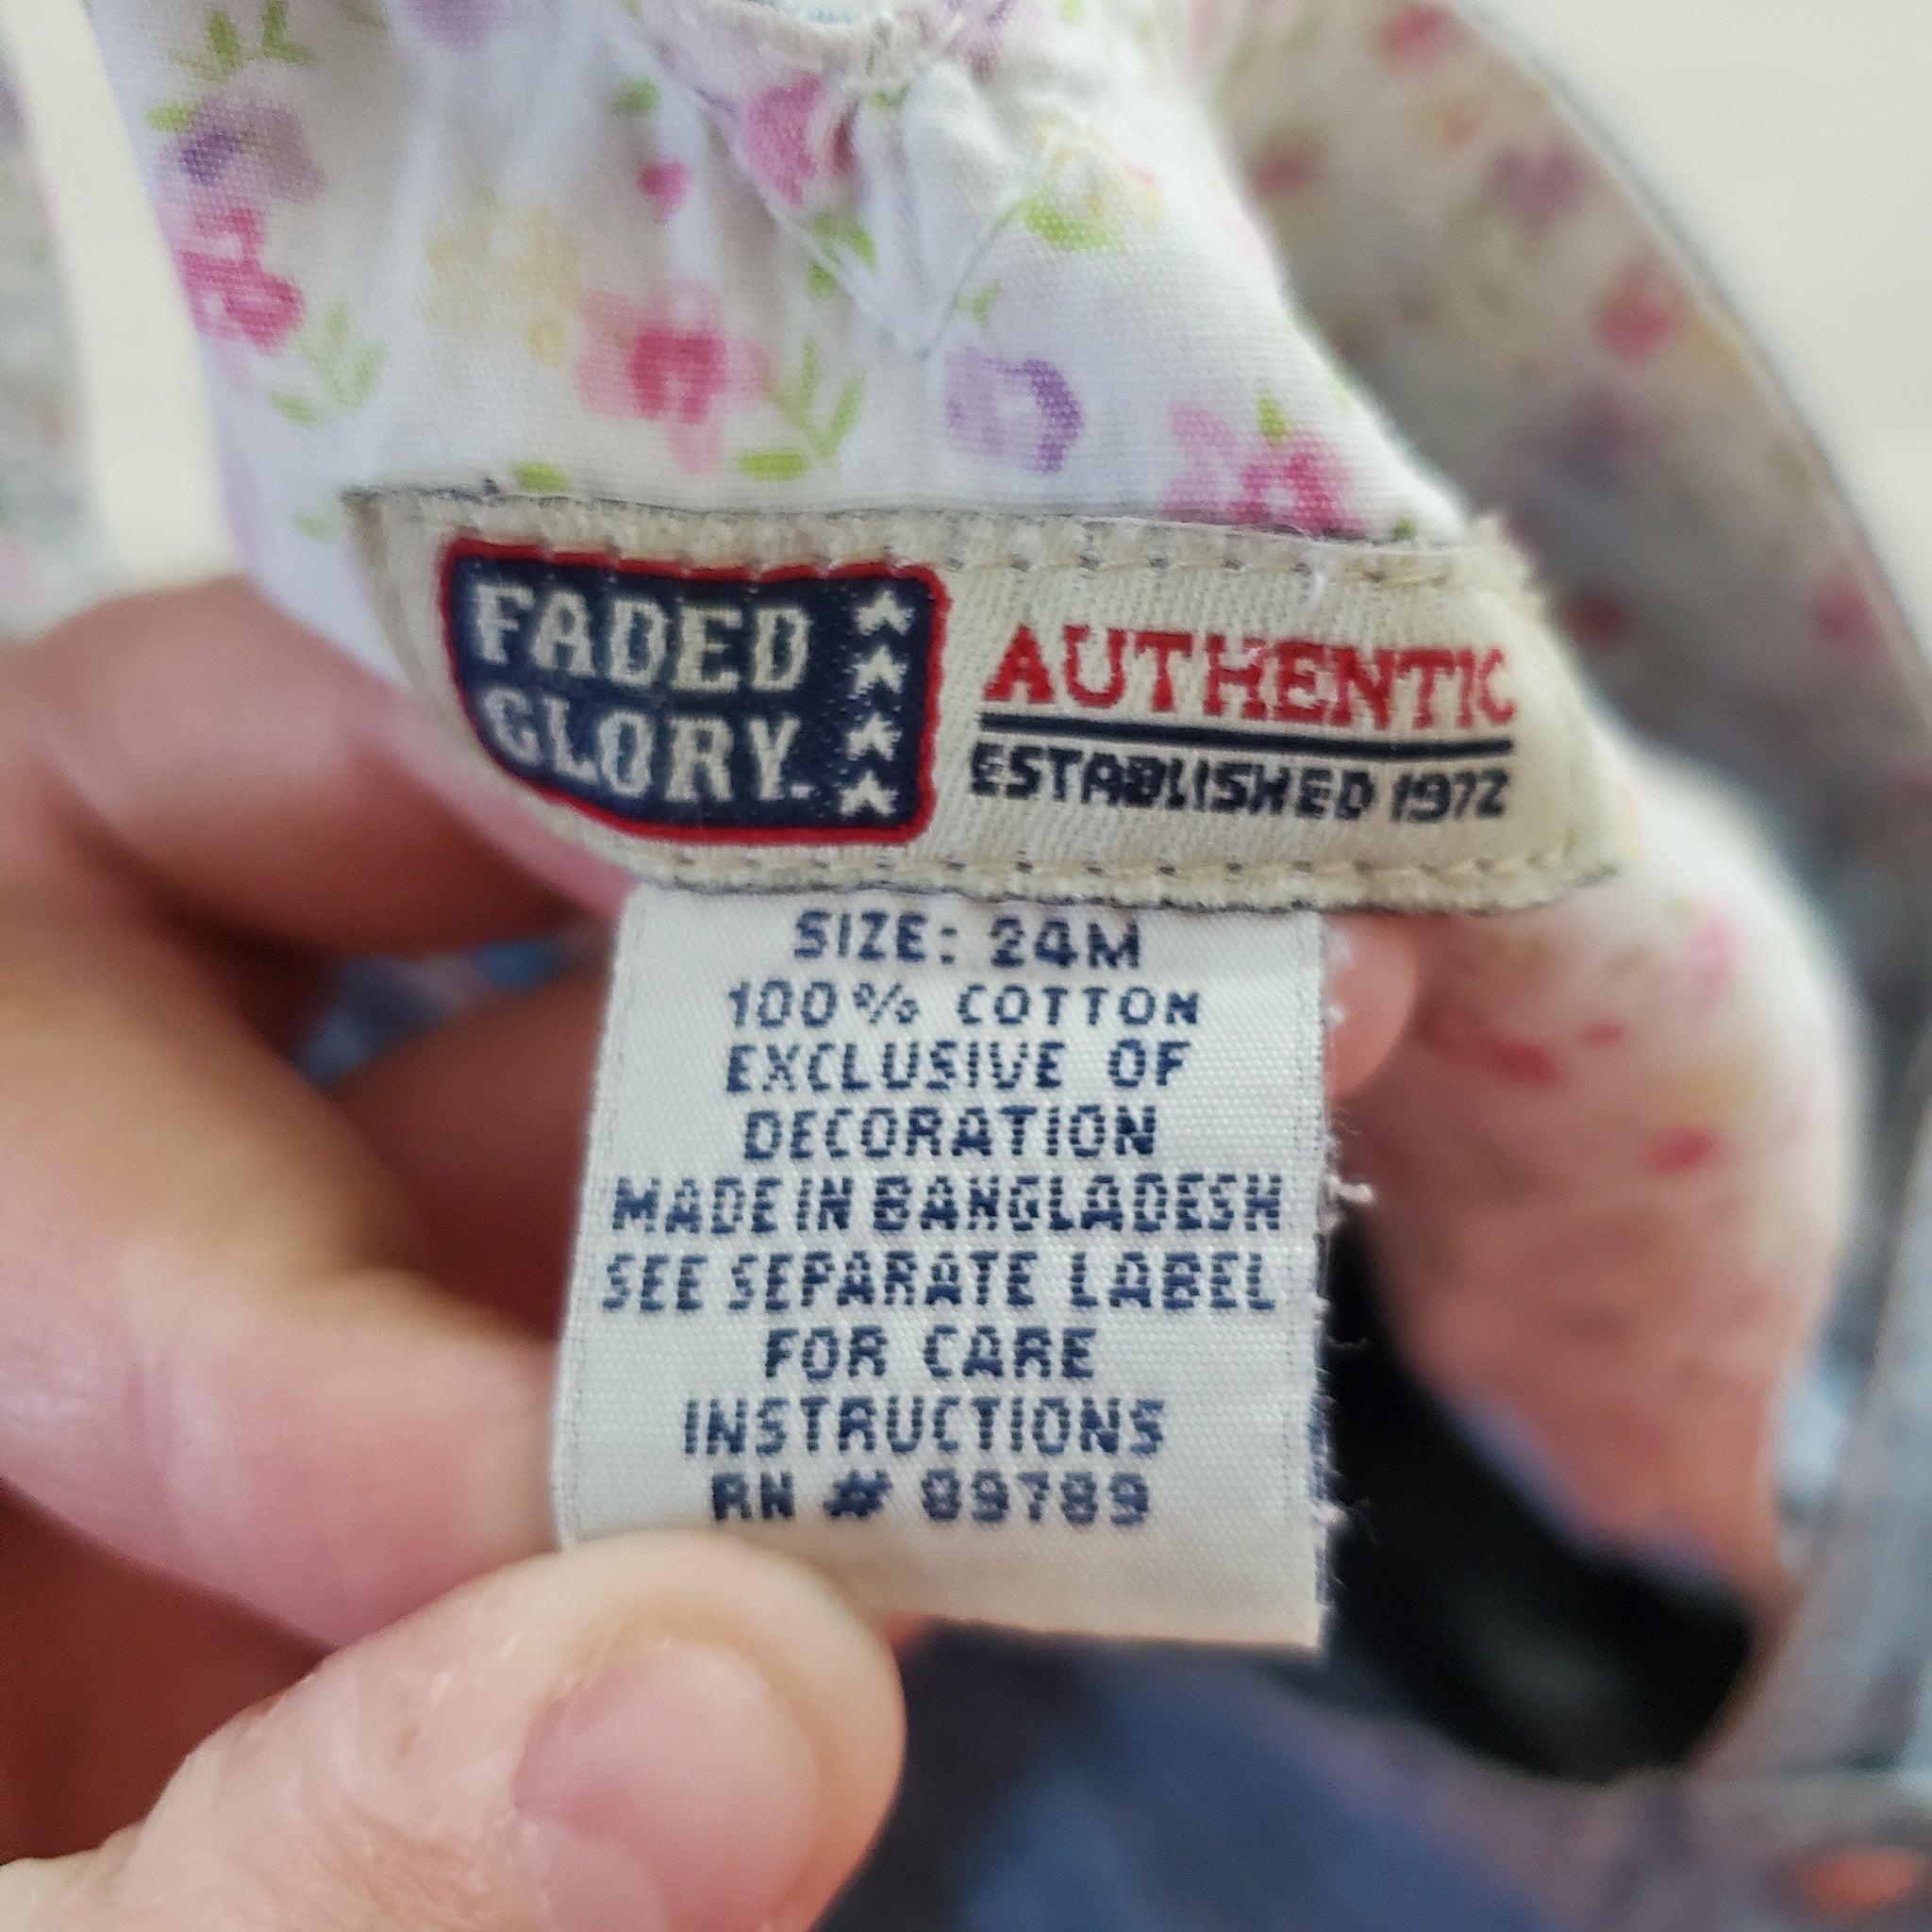 FADED
GLORY.
AUTHENTIC
ESTABLISHED 1972
SIZE: 24M
100% COTTON
EXCLUSIVE OF
DECORATION
MADE IN BANGLADESH
SEE SEPARATE LABEL
FOR CARE
INSTRUCTIONS
RN # 89789